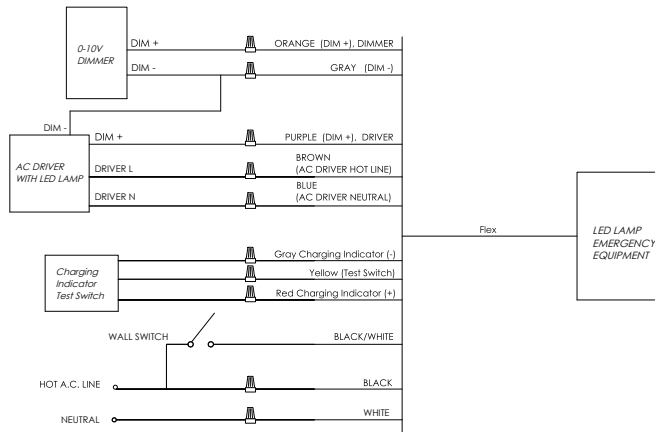 0-10V
DIMMER
DIM +
ORANGE (DIM +), DIMMER
DIM -
GRAY (DIM -)
DIM -
AC DRIVER
WITH LED LAMP
DIM +
PURPLE (DIM +), DRIVER
DRIVER L
BROWN
(AC DRIVER HOT LINE)
DRIVER N
BLUE
(AC DRIVER NEUTRAL)
Flex
LED LAMP
EMERGENCY
EQUIPMENT
Charging
Indicator
Test Switch
Gray Charging Indicator (-)
Yellow (Test Switch)
Red Charging Indicator (+)
WALL SWITCH
BLACK/WHITE
HOT A.C. LINE
BLACK
NEUTRAL
WHITE